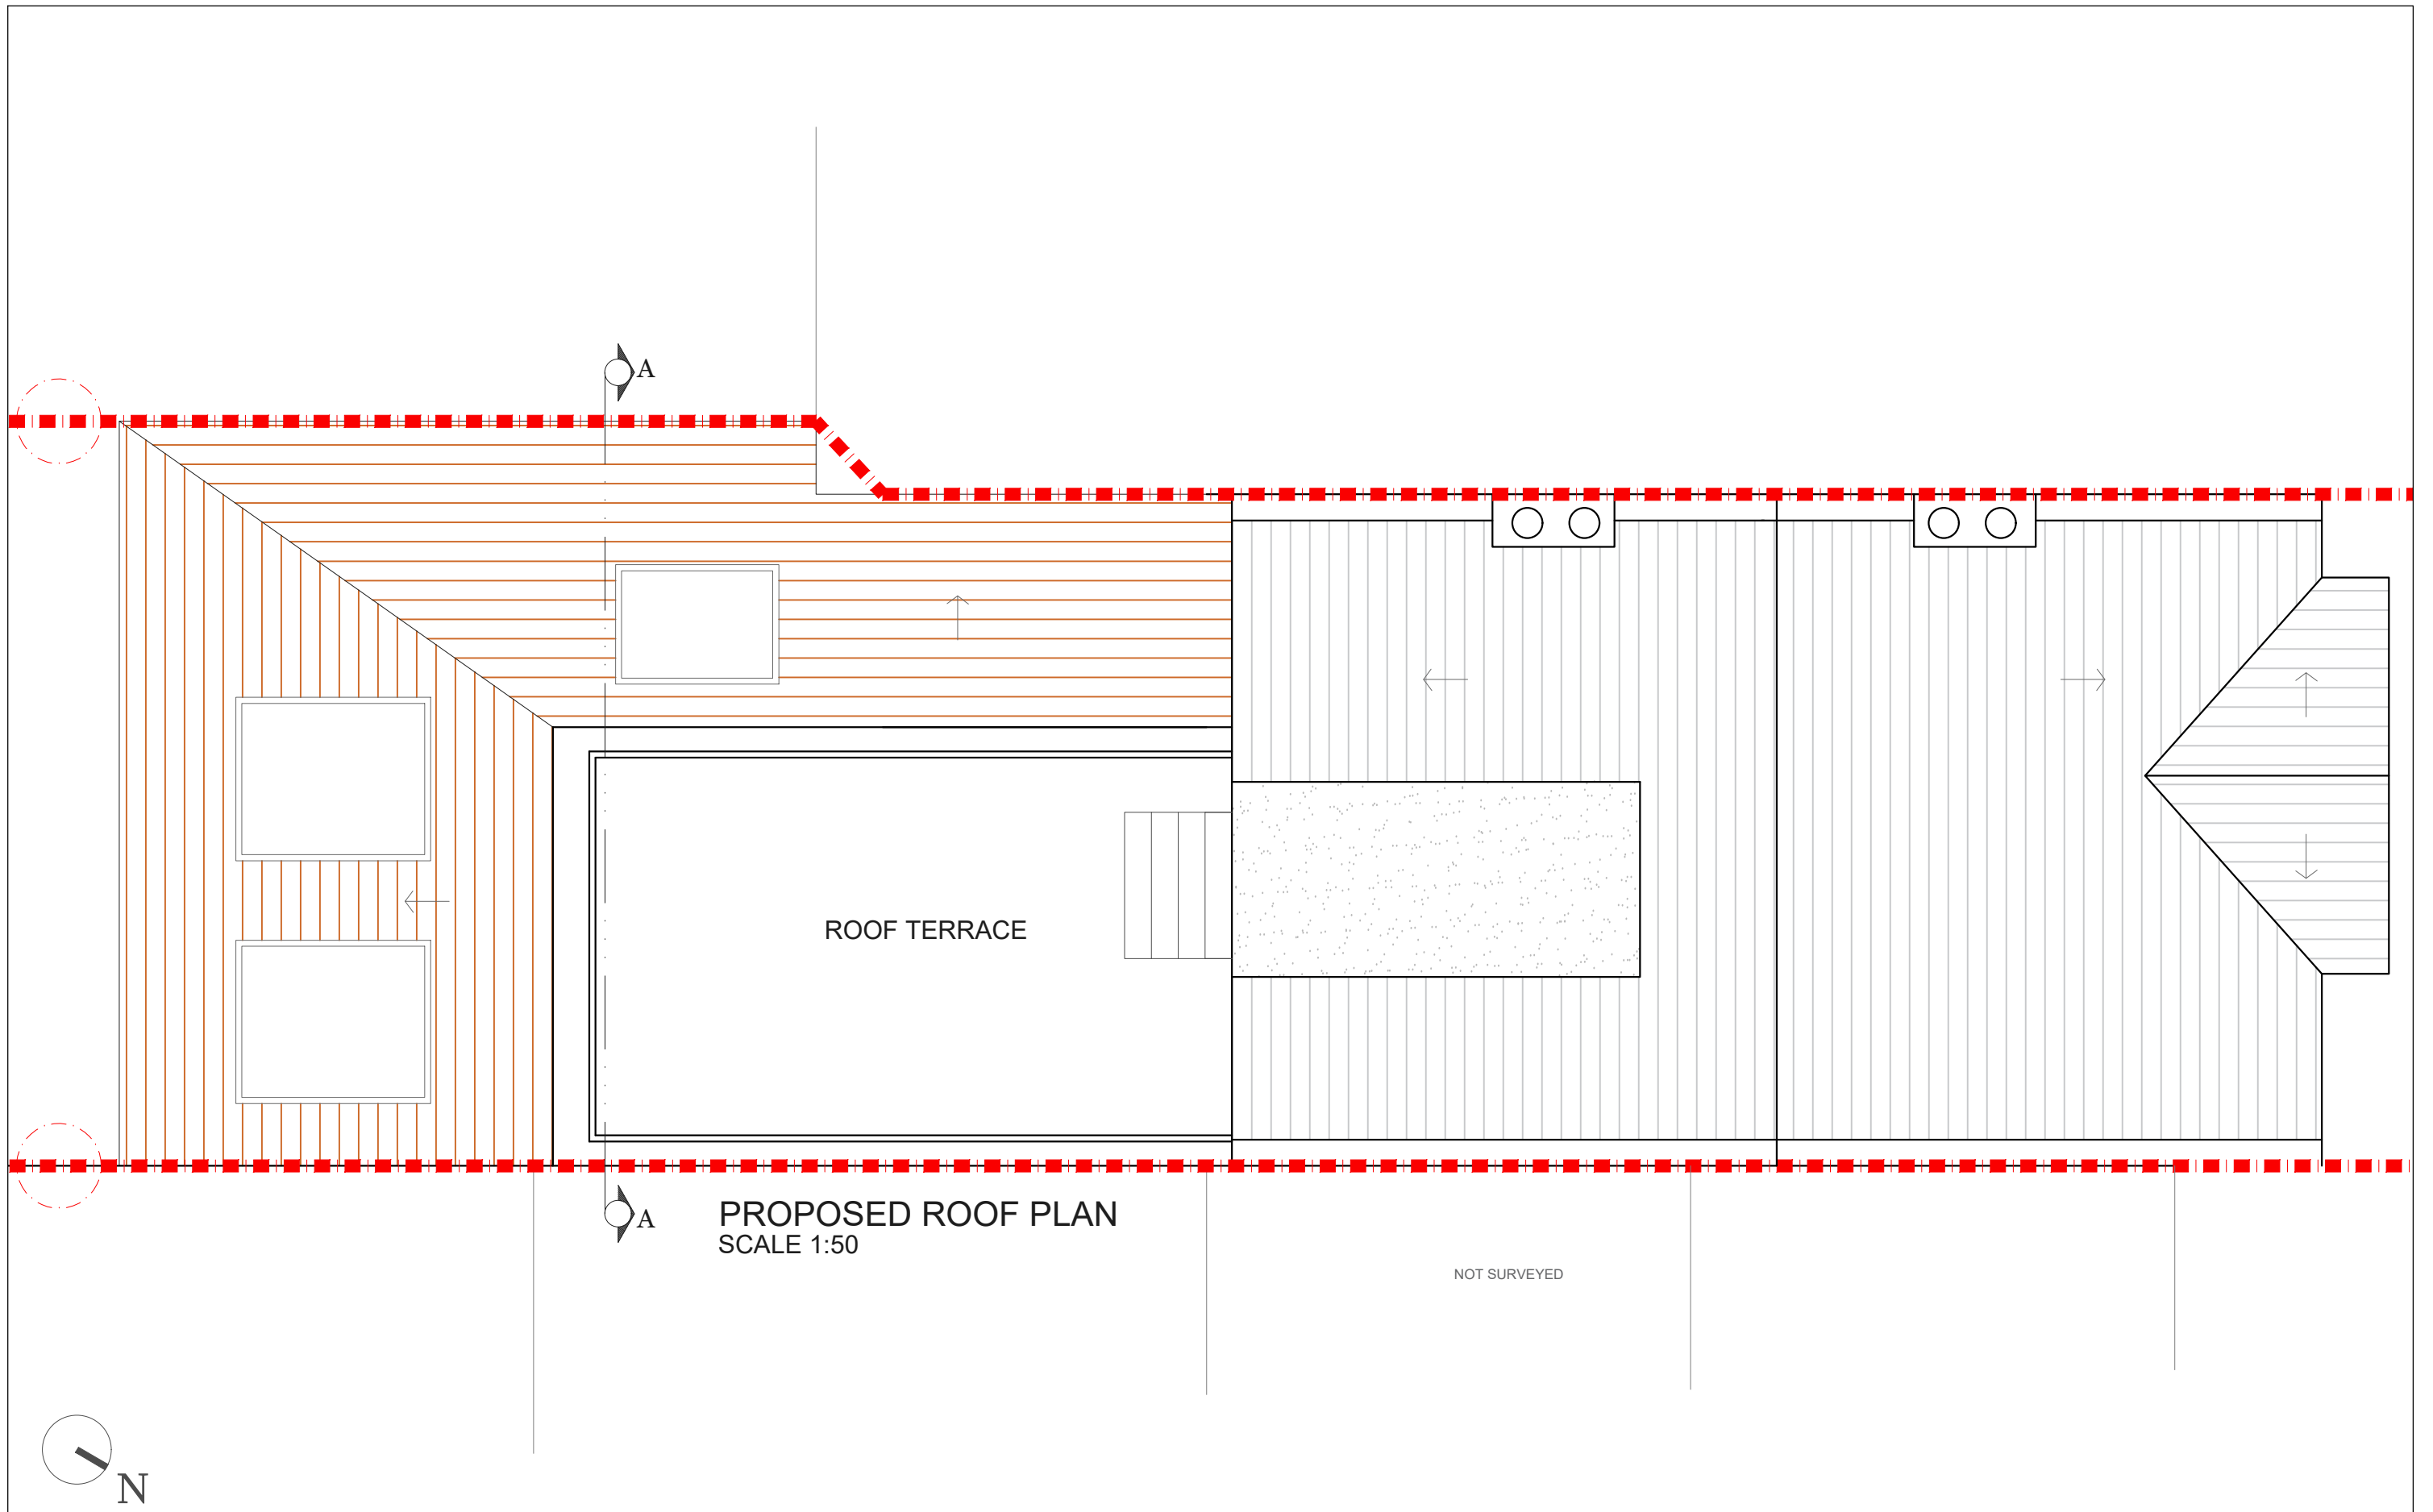 A
ROOF TERRACE
A
PROPOSED ROOF PLAN
SCALE 1:50
NOT SURVEYED
N